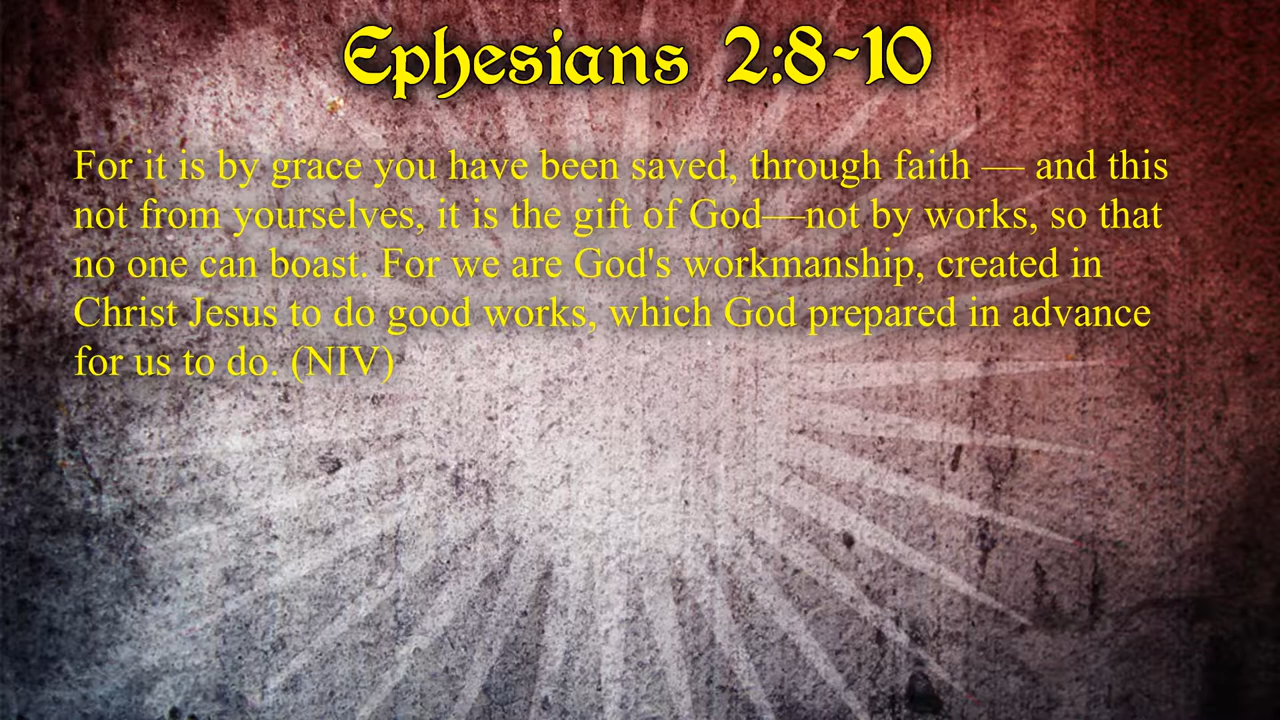 Ephesians 2:8-10
For it is by grace you have been saved, through faith — and this
not from yourselves, it is the gift of God—not by works, so that
no one can boast. For we are God's workmanship, created in
Christ Jesus to do good works, which God prepared in advance
for us to do. (NIV)